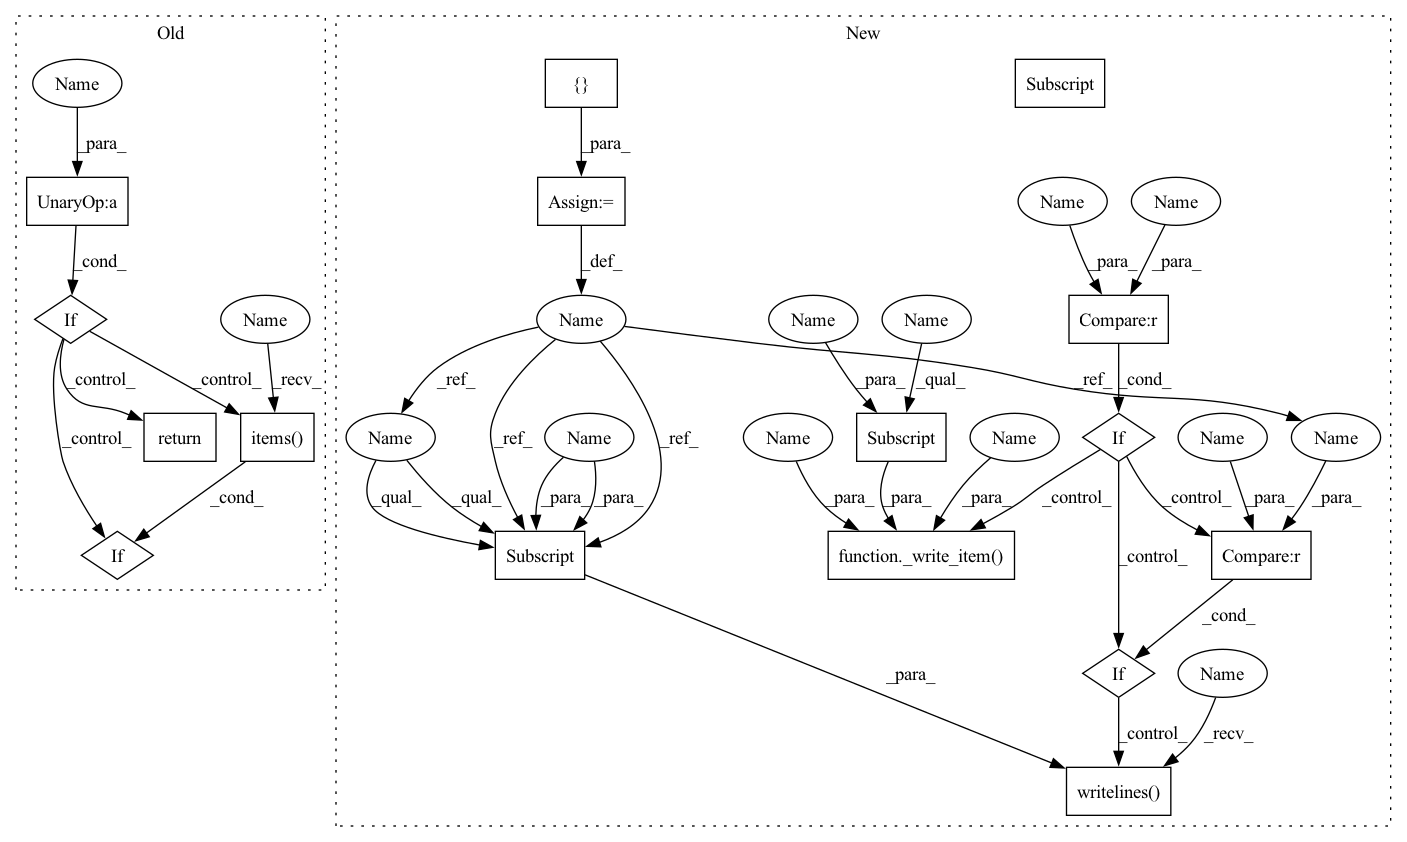 Old
New
Name
{}
Subscript
_para_
_para_
UnaryOp:a
Assign:=
Name
Name
_cond_
_def_
_para_
_para_
If
Name
Name
Name
Name
Compare:r
_control_
_control_
_recv_
_ref_
_para_
_qual_
_ref_
_cond_
_control_
return
items()
Name
_ref_
Name
_ref_
Name
Subscript
Name
If
Name
Name
_cond_
_qual_
_qual_
_para_
_para_
_para_
_para_
_para_
_control_
_control_
_para_
_para_
If
Subscript
function._write_item()
_control_
Compare:r
_cond_
_para_
If
Name
_control_
_recv_
writelines()